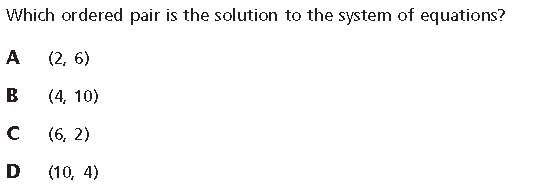 Which ordered pair is the solution to the system of equations?
A (2, 6)
B (4, 10)
C (6, 2)
D (10, 4)